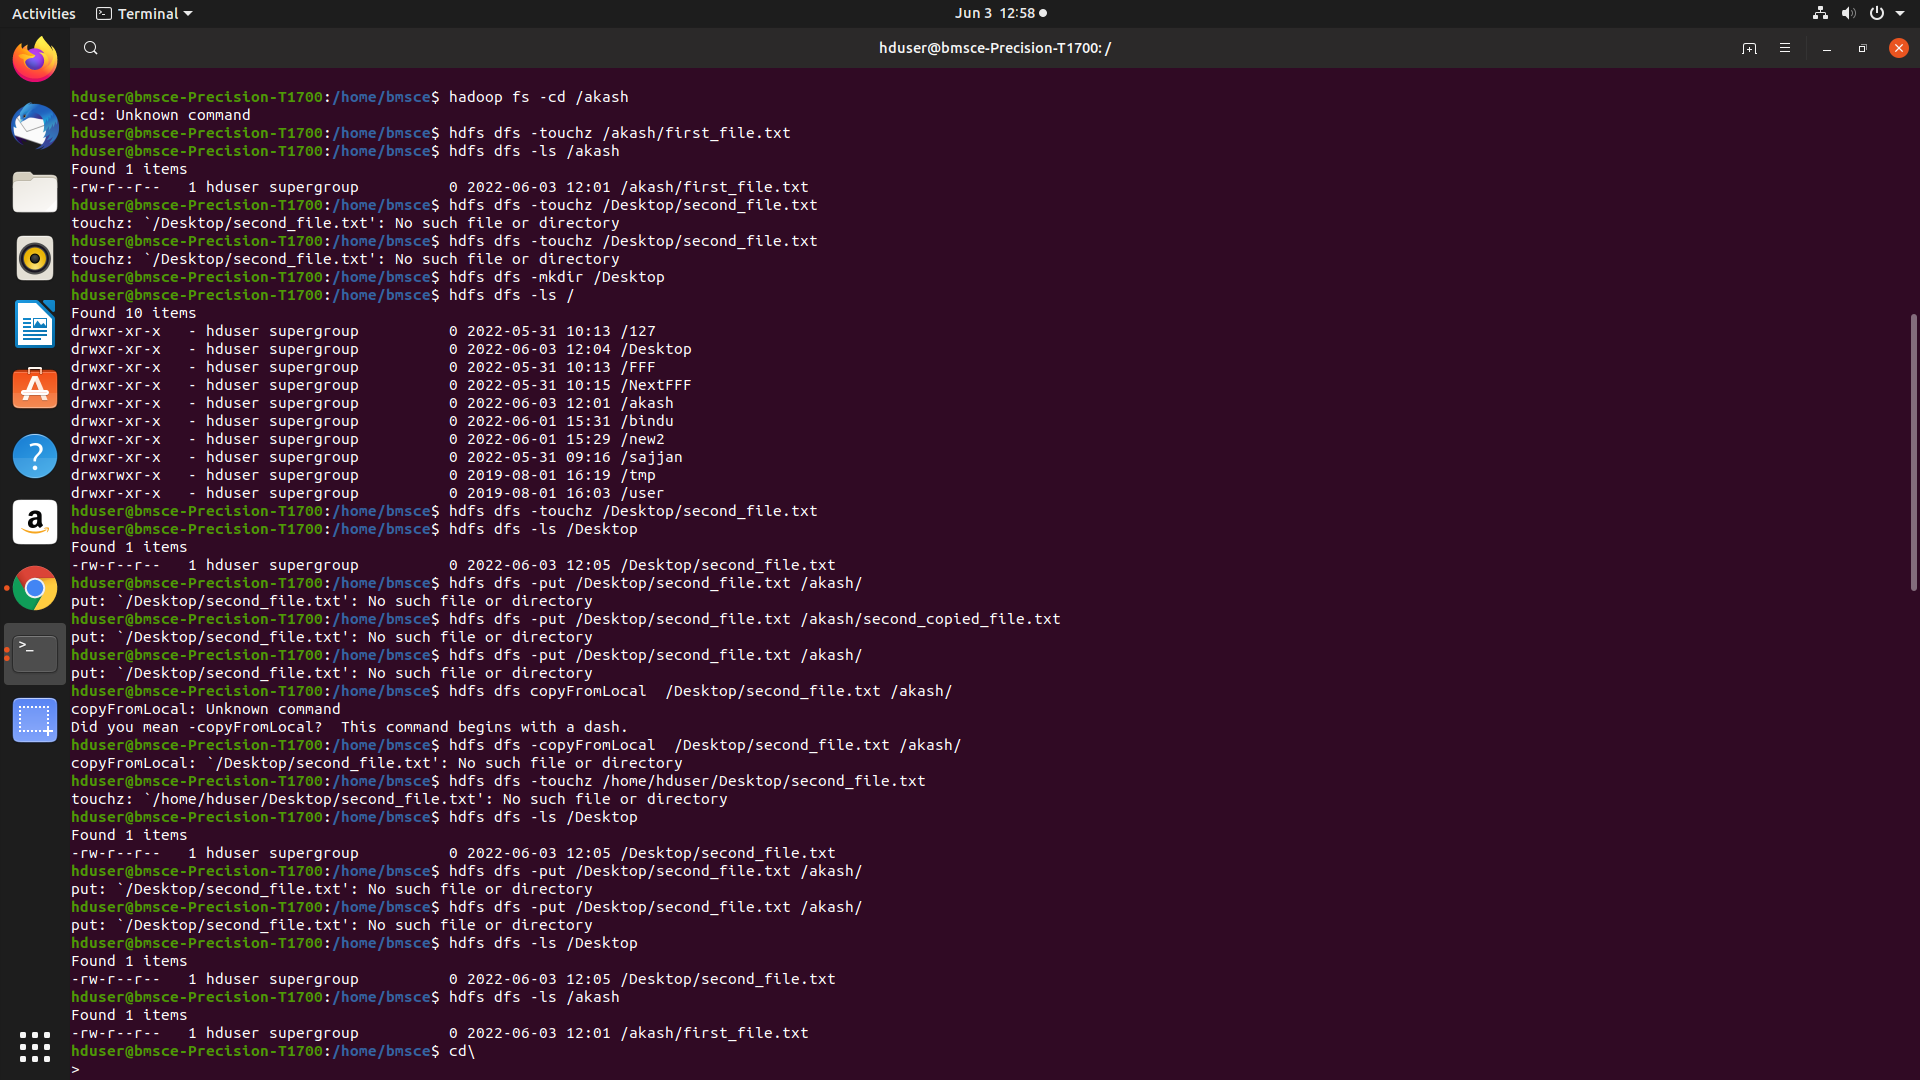 Activities
Terminal
Jun 3 12:58
hduser@bmsce-Precision-T1700: /
hduser@bmsce-Precision-T1700:/home/bmsce$ hadoop fs -cd /akash
-cd: Unknown command
hduser@bmsce-Precision-T1700:/home/bmsce$ hdfs dfs -touchz /akash/first_file.txt
hduser@bmsce-Precision-T1700:/home/bmsce$ hdfs dfs -ls /akash
Found 1 items
-rw-r--r--   1 hduser supergroup          0 2022-06-03 12:01 /akash/first_file.txt
hduser@bmsce-Precision-T1700:/home/bmsce$ hdfs dfs -touchz /Desktop/second_file.txt
touchz: `/Desktop/second_file.txt': No such file or directory
hduser@bmsce-Precision-T1700:/home/bmsce$ hdfs dfs -touchz /Desktop/second_file.txt
touchz: `/Desktop/second_file.txt': No such file or directory
hduser@bmsce-Precision-T1700:/home/bmsce$ hdfs dfs -mkdir /Desktop
hduser@bmsce-Precision-T1700:/home/bmsce$ hdfs dfs -ls /
Found 10 items
drwxr-xr-x   - hduser supergroup          0 2022-05-31 10:13 /127
drwxr-xr-x   - hduser supergroup          0 2022-06-03 12:04 /Desktop
drwxr-xr-x   - hduser supergroup          0 2022-05-31 10:13 /FFF
drwxr-xr-x   - hduser supergroup          0 2022-05-31 10:15 /NextFFF
drwxr-xr-x   - hduser supergroup          0 2022-06-03 12:01 /akash
drwxr-xr-x   - hduser supergroup          0 2022-06-01 15:31 /bindu
drwxr-xr-x   - hduser supergroup          0 2022-06-01 15:29 /new2
drwxr-xr-x   - hduser supergroup          0 2022-05-31 09:16 /sajjan
drwxrwxr-x   - hduser supergroup          0 2019-08-01 16:19 /tmp
drwxr-xr-x   - hduser supergroup          0 2019-08-01 16:03 /user
hduser@bmsce-Precision-T1700:/home/bmsce$ hdfs dfs -touchz /Desktop/second_file.txt
hduser@bmsce-Precision-T1700:/home/bmsce$ hdfs dfs -ls /Desktop
Found 1 items
-rw-r--r--   1 hduser supergroup          0 2022-06-03 12:05 /Desktop/second_file.txt
hduser@bmsce-Precision-T1700:/home/bmsce$ hdfs dfs -put /Desktop/second_file.txt /akash/
put: `/Desktop/second_file.txt': No such file or directory
hduser@bmsce-Precision-T1700:/home/bmsce$ hdfs dfs -put /Desktop/second_file.txt /akash/second_copied_file.txt
put: `/Desktop/second_file.txt': No such file or directory
hduser@bmsce-Precision-T1700:/home/bmsce$ hdfs dfs -put /Desktop/second_file.txt /akash/
put: `/Desktop/second_file.txt': No such file or directory
hduser@bmsce-Precision-T1700:/home/bmsce$ hdfs dfs copyFromLocal  /Desktop/second_file.txt /akash/
copyFromLocal: Unknown command
Did you mean -copyFromLocal?  This command begins with a dash.
hduser@bmsce-Precision-T1700:/home/bmsce$ hdfs dfs -copyFromLocal  /Desktop/second_file.txt /akash/
copyFromLocal: `/Desktop/second_file.txt': No such file or directory
hduser@bmsce-Precision-T1700:/home/bmsce$ hdfs dfs -touchz /home/hduser/Desktop/second_file.txt
touchz: `/home/hduser/Desktop/second_file.txt': No such file or directory
hduser@bmsce-Precision-T1700:/home/bmsce$ hdfs dfs -ls /Desktop
Found 1 items
-rw-r--r--   1 hduser supergroup          0 2022-06-03 12:05 /Desktop/second_file.txt
hduser@bmsce-Precision-T1700:/home/bmsce$ hdfs dfs -put /Desktop/second_file.txt /akash/
put: `/Desktop/second_file.txt': No such file or directory
hduser@bmsce-Precision-T1700:/home/bmsce$ hdfs dfs -put /Desktop/second_file.txt /akash/
put: `/Desktop/second_file.txt': No such file or directory
hduser@bmsce-Precision-T1700:/home/bmsce$ hdfs dfs -ls /Desktop
Found 1 items
-rw-r--r--   1 hduser supergroup          0 2022-06-03 12:05 /Desktop/second_file.txt
hduser@bmsce-Precision-T1700:/home/bmsce$ hdfs dfs -ls /akash
Found 1 items
-rw-r--r--   1 hduser supergroup          0 2022-06-03 12:01 /akash/first_file.txt
hduser@bmsce-Precision-T1700:/home/bmsce$ cd\
>